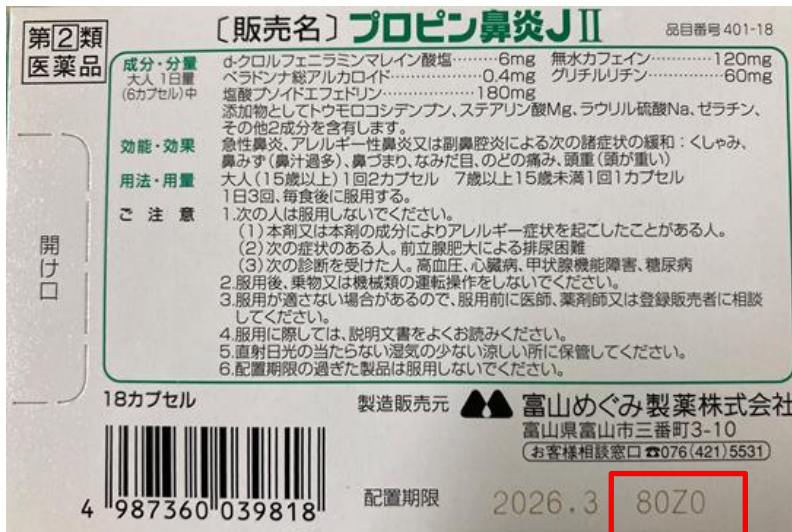 第②類
医薬品
〔販売名〕プロピン鼻炎JⅡ 品目番号401-18
成分・分量
大人1日量
(6カプセル)中
d-クロルフェニラミンマレイン酸塩………6mg 無水カフェイン…………120mg
ベラドンナ総アルカロイド…………0.4mg グリチルリチン…………60mg
塩酸プソイドエフェドリン………………180mg
添加物としてトウモロコシデンプン、ステアリン酸Mg、ラウリル硫酸Na、ゼラチン、
その他2成分を含有します。
効能・効果 急性鼻炎、アレルギー性鼻炎又は副鼻腔炎による次の諸症状の緩和:くしゃみ、
鼻みず(鼻汁過多)、鼻づまり、なみだ目、のどの痛み、頭重(頭が重い)
用法・用量 大人(15歳以上)1回2カプセル 7歳以上15歳未満1回1カプセル
1日3回、毎食後に服用する。
ご注意 1.次の人は服用しないでください。
(1)本剤又は本剤の成分によりアレルギー症状を起こしたことがある人。
(2)次の症状のある人。前立腺肥大による排尿困難
(3)次の診断を受けた人。高血圧、心臓病、甲状腺機能障害、糖尿病
2.服用後、乗物又は機械類の運転操作をしないでください。
3.服用が適さない場合があるので、服用前に医師、薬剤師又は登録販売者に相談
してください。
4.服用に際しては、説明文書をよくお読みください。
5.直射日光の当たらない湿気の少ない涼しい所に保管してください。
6.配置期限の過ぎた製品は服用しないでください。
開け口
18カプセル
製造販売元 富山めぐみ製薬株式会社
富山県富山市三番町3-10
お客様相談窓口☎076(421)5531
4 987360 039818
配置期限 2026.3 80Z0